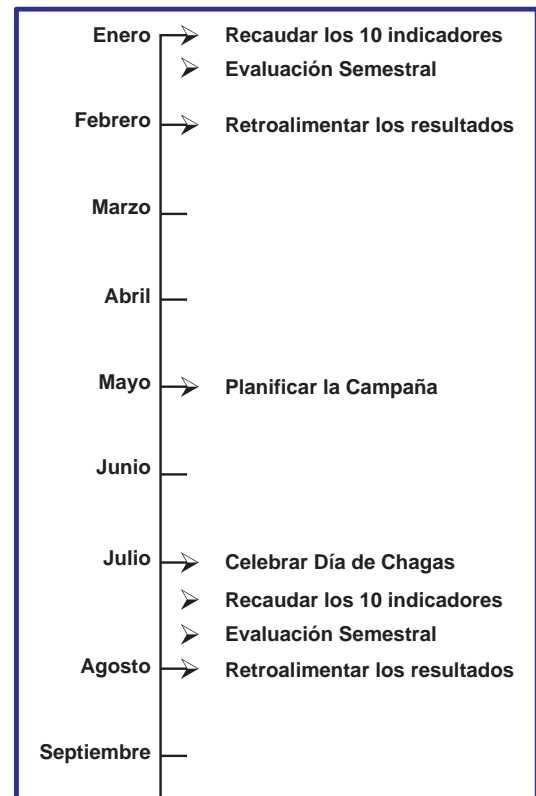 Enero Recaudar los 10 indicadores
Evaluación Semestral
Febrero Retroalimentar los resultados
Marzo
Abril
Mayo Planificar la Campaña
Junio
Julio Celebrar Día de Chagas
Recaudar los 10 indicadores
Evaluación Semestral
Agosto Retroalimentar los resultados
Septiembre